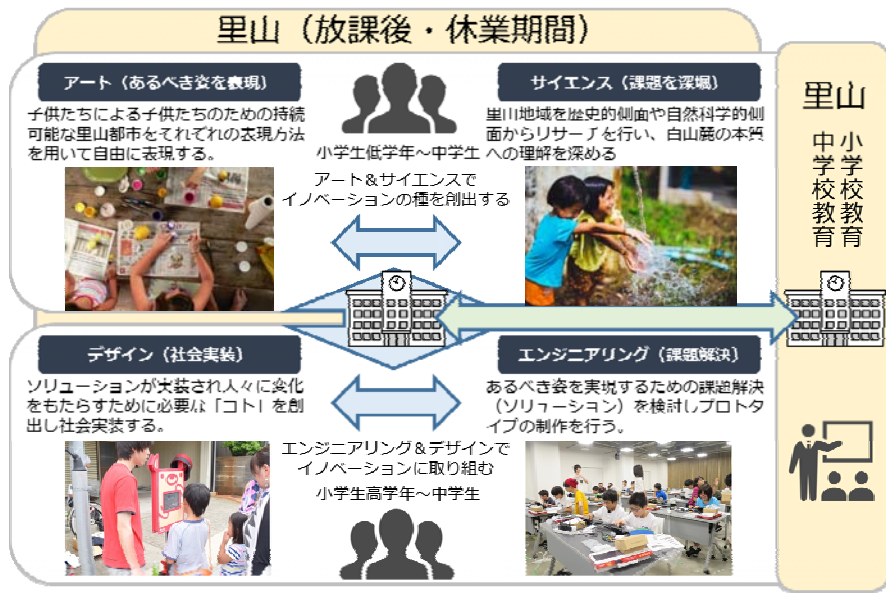 里山（放課後・休業期間）
アート（あるべき姿を表現）
子供たちによる子供たちのための持続
可能な里山都市をそれぞれの表現方法
を用いて自由に表現する。
小学生低学年～中学生
アート＆サイエンスで
イノベーションの種を創出する
サイエンス（課題を深堀）
里山地域を歴史的側面や自然科学的側
面からリサーチを行い、白山麓の本質
への理解を深める
里山
小学校教育
中学校教育
デザイン（社会実装）
ソリューションが実装され人々に変化
をもたらすために必要な「コト」を創
出し社会実装する。
エンジニアリング＆デザインで
イノベーションに取り組む
小学生高学年～中学生
エンジニアリング（課題解決）
あるべき姿を実現するための課題解決
（ソリューション）を検討しプロトタ
イプの制作を行う。